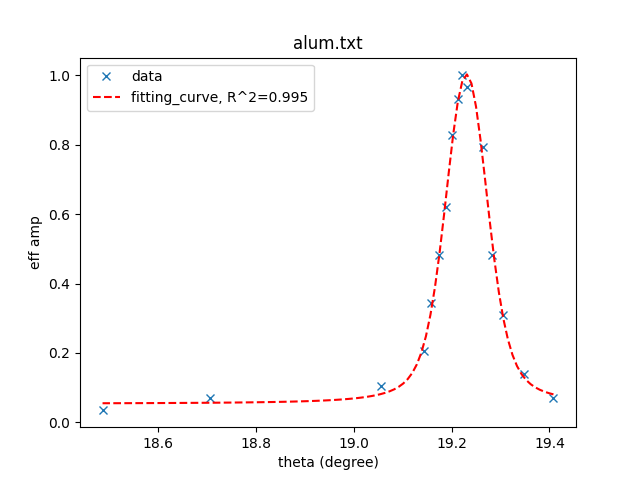 alum.txt
data
fitting_curve, R^2=0.995
1.0
0.8
0.6
0.4
0.2
0.0
eff amp
18.6
18.8
19.0
19.2
19.4
theta (degree)